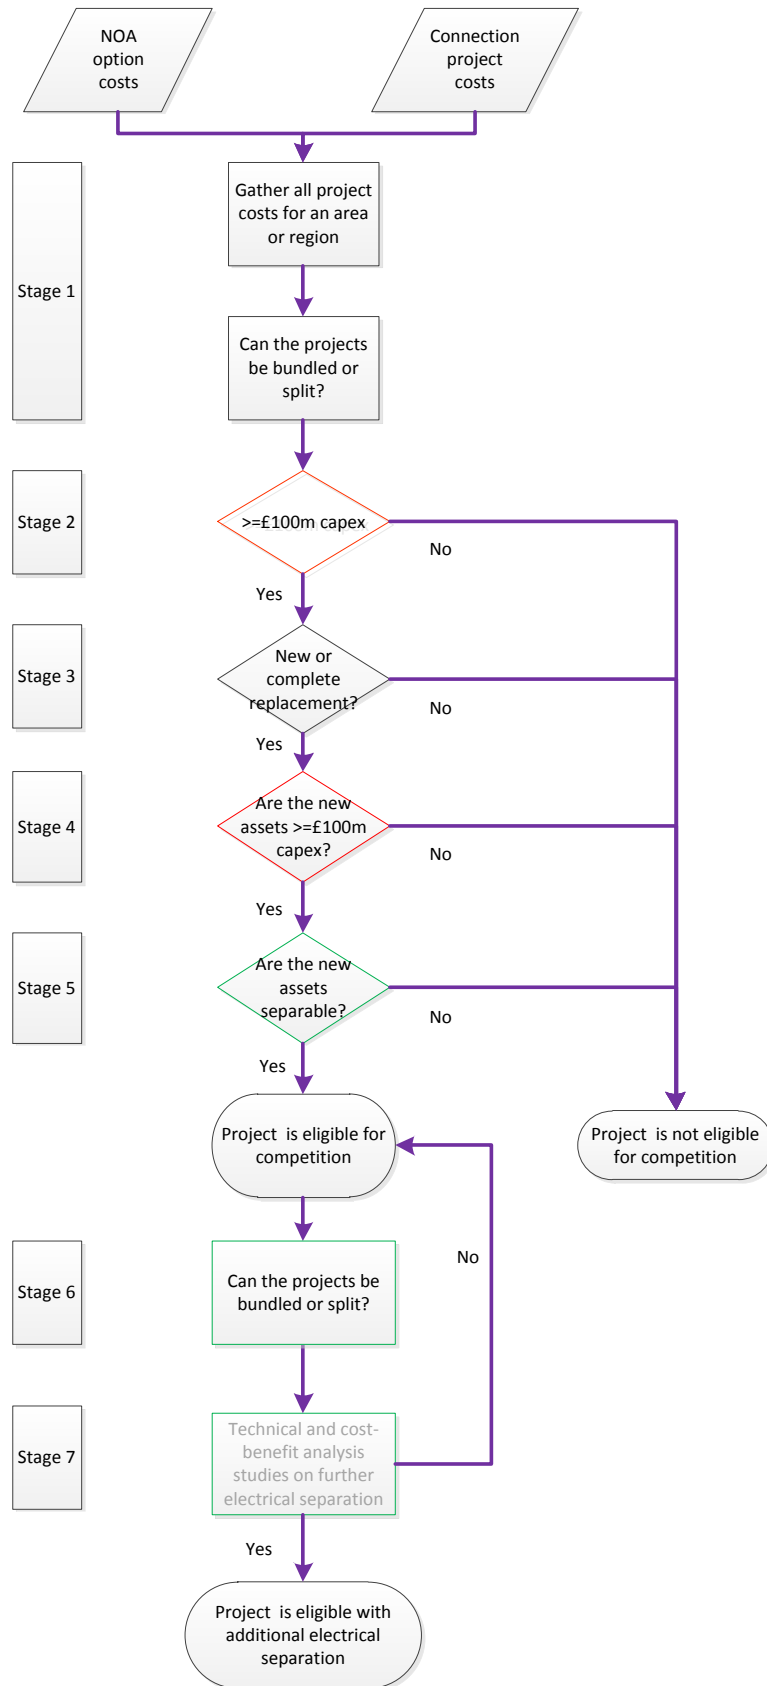 NOA
option
costs
Connection
project
costs
Stage 1
Gather all project
costs for an area
or region
Can the projects
be bundled or
split?
Stage 2
>=£100m capex
No
Yes
Stage 3
New or
complete
replacement?
No
Yes
Stage 4
Are the new
assets >=£100m
capex?
No
Yes
Stage 5
Are the new
assets
separable?
No
Yes
Project  is eligible for
competition
Project  is not eligible
for competition
No
Stage 6
Can the projects be
bundled or split?
Stage 7
Technical and cost-
benefit analysis
studies on further
electrical separation
Yes
Project  is eligible with
additional electrical
separation